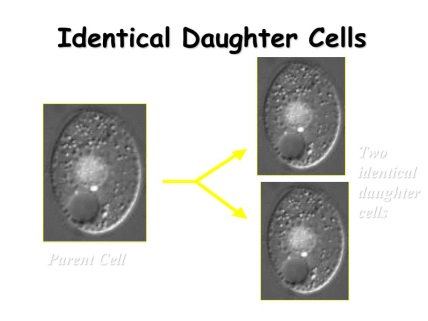 Identical Daughter Cells
Two
identical
daughter
cells
Parent Cell